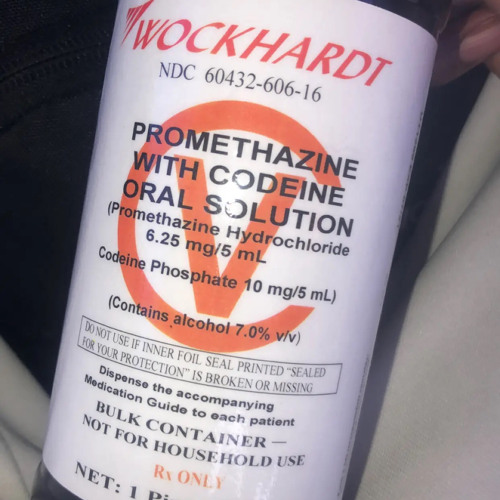 WOCKHARDT
NDC 60432-606-16
PROMETHAZINE
WITH CODEINE
ORAL SOLUTION
(Promethazine Hydrochloride
6.25 mg/5 mL
Codeine Phosphate 10 mg/5 mL)
(Contains alcohol 7.0% v/v)
DO NOT USE IF INNER FOIL SEAL PRINTED "SEALED
FOR YOUR PROTECTION" IS BROKEN OR MISSING
Dispense the accompanying
Medication Guide to each patient
BULK CONTAINER —
NOT FOR HOUSEHOLD USE
Rx ONLY
NET: 1 Pi